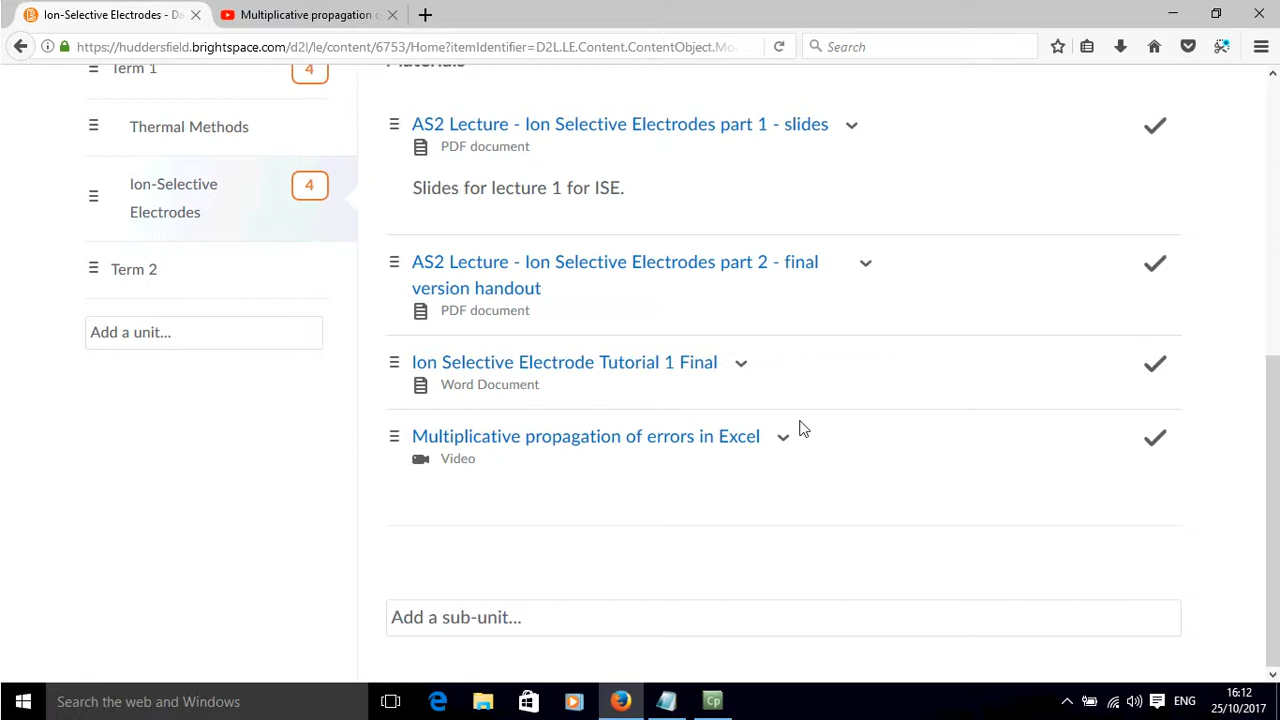 Ion-Selective Electrodes - Da
Multiplicative propagation o
https://huddersfield.brightspace.com/d2l/le/content/6753/Home?itemIdentifier=D2L.LE.Content.ContentObject.Mo
Search
Term 1
4
Thermal Methods
Ion-Selective
Electrodes
4
Term 2
Add a unit...
Materials
AS2 Lecture - Ion Selective Electrodes part 1 - slides
PDF document
Slides for lecture 1 for ISE.
AS2 Lecture - Ion Selective Electrodes part 2 - final
version handout
PDF document
Ion Selective Electrode Tutorial 1 Final
Word Document
Multiplicative propagation of errors in Excel
Video
Add a sub-unit...
Search the web and Windows
Cp
ENG
16:12
25/10/2017